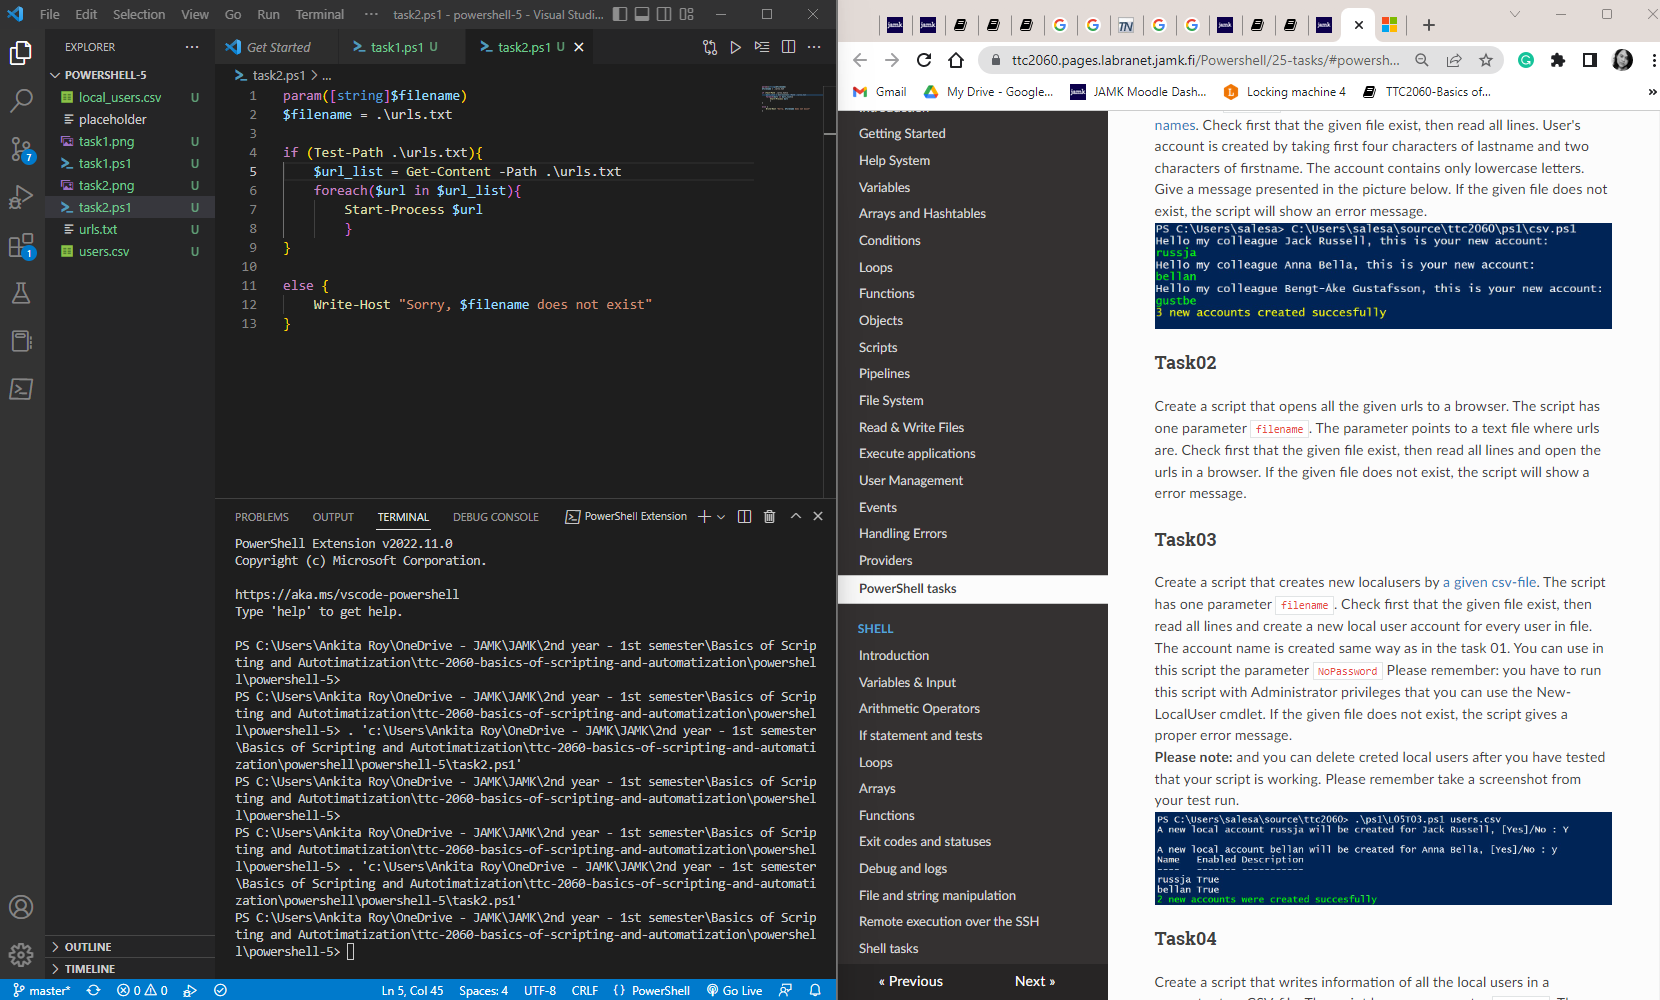 File Edit Selection View Go Run Terminal ··· task2.ps1 - powershell-5 - Visual Studi...
EXPLORER ···
POWERSHELL-5
local_users.csv U
placeholder
task1.png U
task1.ps1 U
task2.png U
task2.ps1 U
urls.txt U
users.csv U
OUTLINE
TIMELINE
7
1
Get Started
task1.ps1 U
task2.ps1 U
task2.ps1 > ...
1 param([string]$filename)
2 $filename = .\urls.txt
3
4 if (Test-Path .\urls.txt){
5 $url_list = Get-Content -Path .\urls.txt
6 foreach($url in $url_list){
7 Start-Process $url
8 }
9 }
10
11 else {
12 Write-Host "Sorry, $filename does not exist"
13 }
PROBLEMS OUTPUT TERMINAL DEBUG CONSOLE PowerShell Extension
PowerShell Extension v2022.11.0
Copyright (c) Microsoft Corporation.
https://aka.ms/vscode-powershell
Type 'help' to get help.
PS C:\Users\Ankita Roy\OneDrive - JAMK\JAMK\2nd year - 1st semester\Basics of Scrip
ting and Autotimatization\ttc-2060-basics-of-scripting-and-automatization\powershel
l\powershell-5>
PS C:\Users\Ankita Roy\OneDrive - JAMK\JAMK\2nd year - 1st semester\Basics of Scrip
ting and Autotimatization\ttc-2060-basics-of-scripting-and-automatization\powershel
l\powershell-5> . 'c:\Users\Ankita Roy\OneDrive - JAMK\JAMK\2nd year - 1st semester
\Basics of Scripting and Autotimatization\ttc-2060-basics-of-scripting-and-automati
zation\powershell\powershell-5\task2.ps1'
PS C:\Users\Ankita Roy\OneDrive - JAMK\JAMK\2nd year - 1st semester\Basics of Scrip
ting and Autotimatization\ttc-2060-basics-of-scripting-and-automatization\powershel
l\powershell-5>
PS C:\Users\Ankita Roy\OneDrive - JAMK\JAMK\2nd year - 1st semester\Basics of Scrip
ting and Autotimatization\ttc-2060-basics-of-scripting-and-automatization\powershel
l\powershell-5> . 'c:\Users\Ankita Roy\OneDrive - JAMK\JAMK\2nd year - 1st semester
\Basics of Scripting and Autotimatization\ttc-2060-basics-of-scripting-and-automati
zation\powershell\powershell-5\task2.ps1'
PS C:\Users\Ankita Roy\OneDrive - JAMK\JAMK\2nd year - 1st semester\Basics of Scrip
ting and Autotimatization\ttc-2060-basics-of-scripting-and-automatization\powershel
l\powershell-5>
master* 0 0 Ln 5, Col 45 Spaces: 4 UTF-8 CRLF {} PowerShell Go Live
ttc2060.pages.labranet.jamk.fi/Powershell/25-tasks/#powersh...
Gmail My Drive - Google... JAMK Moodle Dash... Locking machine 4 TTC2060-Basics of... »
Getting Started
Help System
Variables
Arrays and Hashtables
Conditions
Loops
Functions
Objects
Scripts
Pipelines
File System
Read & Write Files
Execute applications
User Management
Events
Handling Errors
Providers
PowerShell tasks
SHELL
Introduction
Variables & Input
Arithmetic Operators
If statement and tests
Loops
Arrays
Functions
Exit codes and statuses
Debug and logs
File and string manipulation
Remote execution over the SSH
Shell tasks
« Previous Next »
names. Check first that the given file exist, then read all lines. User's
account is created by taking first four characters of lastname and two
characters of firstname. The account contains only lowercase letters.
Give a message presented in the picture below. If the given file does not
exist, the script will show an error message.
PS C:\Users\salesa> C:\Users\salesa\source\ttc2060\ps1\csv.ps1
Hello my colleague Jack Russell, this is your new account:
russja
Hello my colleague Anna Bella, this is your new account:
bellan
Hello my colleague Bengt-Åke Gustafsson, this is your new account:
gustbe
3 new accounts created succesfully
Task02
Create a script that opens all the given urls to a browser. The script has
one parameter filename. The parameter points to a text file where urls
are. Check first that the given file exist, then read all lines and open the
urls in a browser. If the given file does not exist, the script will show a
error message.
Task03
Create a script that creates new localusers by a given csv-file. The script
has one parameter filename. Check first that the given file exist, then
read all lines and create a new local user account for every user in file.
The account name is created same way as in the task 01. You can use in
this script the parameter NoPassword Please remember: you have to run
this script with Administrator privileges that you can use the New-
LocalUser cmdlet. If the given file does not exist, the script gives a
proper error message.
Please note: and you can delete creted local users after you have tested
that your script is working. Please remember take a screenshot from
your test run.
PS C:\Users\salesa\source\ttc2060> .\ps1\L05T03.ps1 users.csv
A new local account russja will be created for Jack Russell, [Yes]/No : Y
A new local account bellan will be created for Anna Bella, [Yes]/No : y
Name Enabled Description
---- ------- -----------
russja True
bellan True
2 new accounts were created succesfully
Task04
Create a script that writes information of all the local users in a